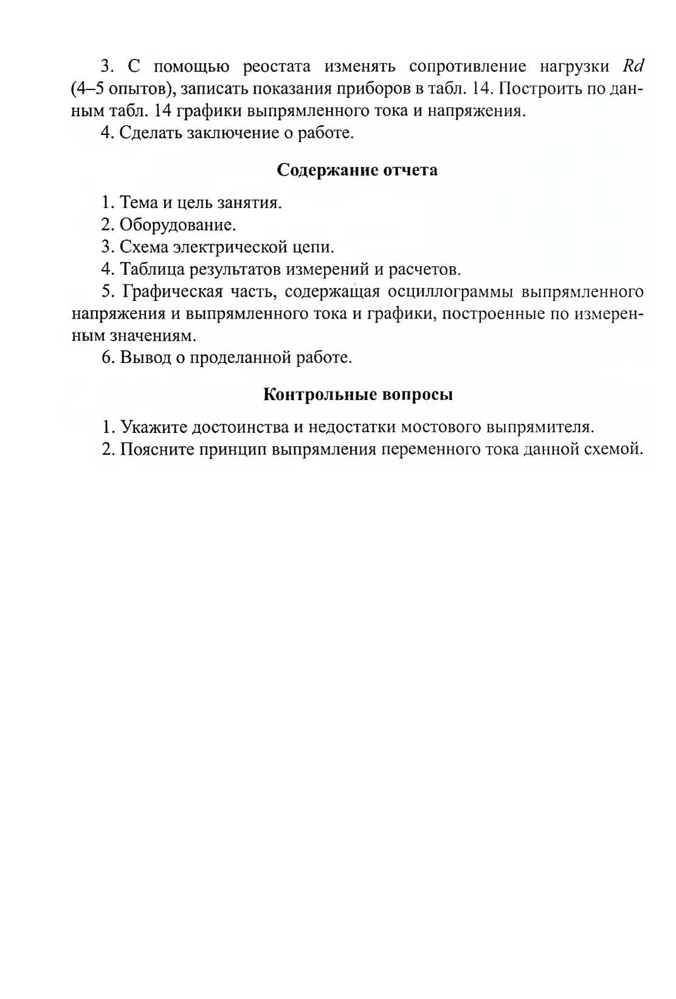 3. С помощью реостата изменять сопротивление нагрузки Rd
(4–5 опытов), записать показания приборов в табл. 14. Построить по дан-
ным табл. 14 графики выпрямленного тока и напряжения.
4. Сделать заключение о работе.
Содержание отчета
1. Тема и цель занятия.
2. Оборудование.
3. Схема электрической цепи.
4. Таблица результатов измерений и расчетов.
5. Графическая часть, содержащая осциллограммы выпрямленного
напряжения и выпрямленного тока и графики, построенные по измерен-
ным значениям.
6. Вывод о проделанной работе.
Контрольные вопросы
1. Укажите достоинства и недостатки мостового выпрямителя.
2. Поясните принцип выпрямления переменного тока данной схемой.